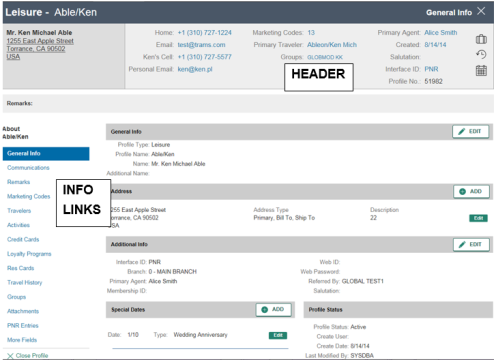 Leisure - Able/Ken
General Info
Mr. Ken Michael Able
1255 East Apple Street
Torrance, CA 90502
USA
Home: +1 (310) 727-1224
Email: test@trams.com
Ken's Cell: +1 (310) 727-5577
Personal Email: ken@ken.pl
Marketing Codes: 13
Primary Traveler: Ableson/Ken Mich
Groups: GLOBMOD KK
HEADER
Primary Agent: Alice Smith
Created: 8/14/14
Salutation:
Interface ID: PNR
Profile No.: 51982
Remarks:
About
Able/Ken
General Info
Communications
Remarks
Marketing Codes
Travelers
Activities
Credit Cards
Loyalty Programs
Res Cards
Travel History
Groups
Attachments
PNR Entries
More Fields
Close Profile
INFO
LINKS
General Info
EDIT
Profile Type: Leisure
Profile Name: Able/Ken
Name: Mr. Ken Michael Able
Additional Name:
Address
ADD
255 East Apple Street
orrance, CA 90502
SA
Address Type
Primary, Bill To, Ship To
Description
22
Edit
Additional Info
EDIT
Interface ID: PNR
Branch: 0 - MAIN BRANCH
Primary Agent: Alice Smith
Membership ID:
Web ID:
Web Password:
Referred By: GLOBAL TEST1
Salutation:
Special Dates
ADD
Date: 1/10 Type: Wedding Anniversary
Edit
Profile Status
Profile Status: Active
Create User:
Create Date: 8/14/14
Last Modified By: SYSDBA